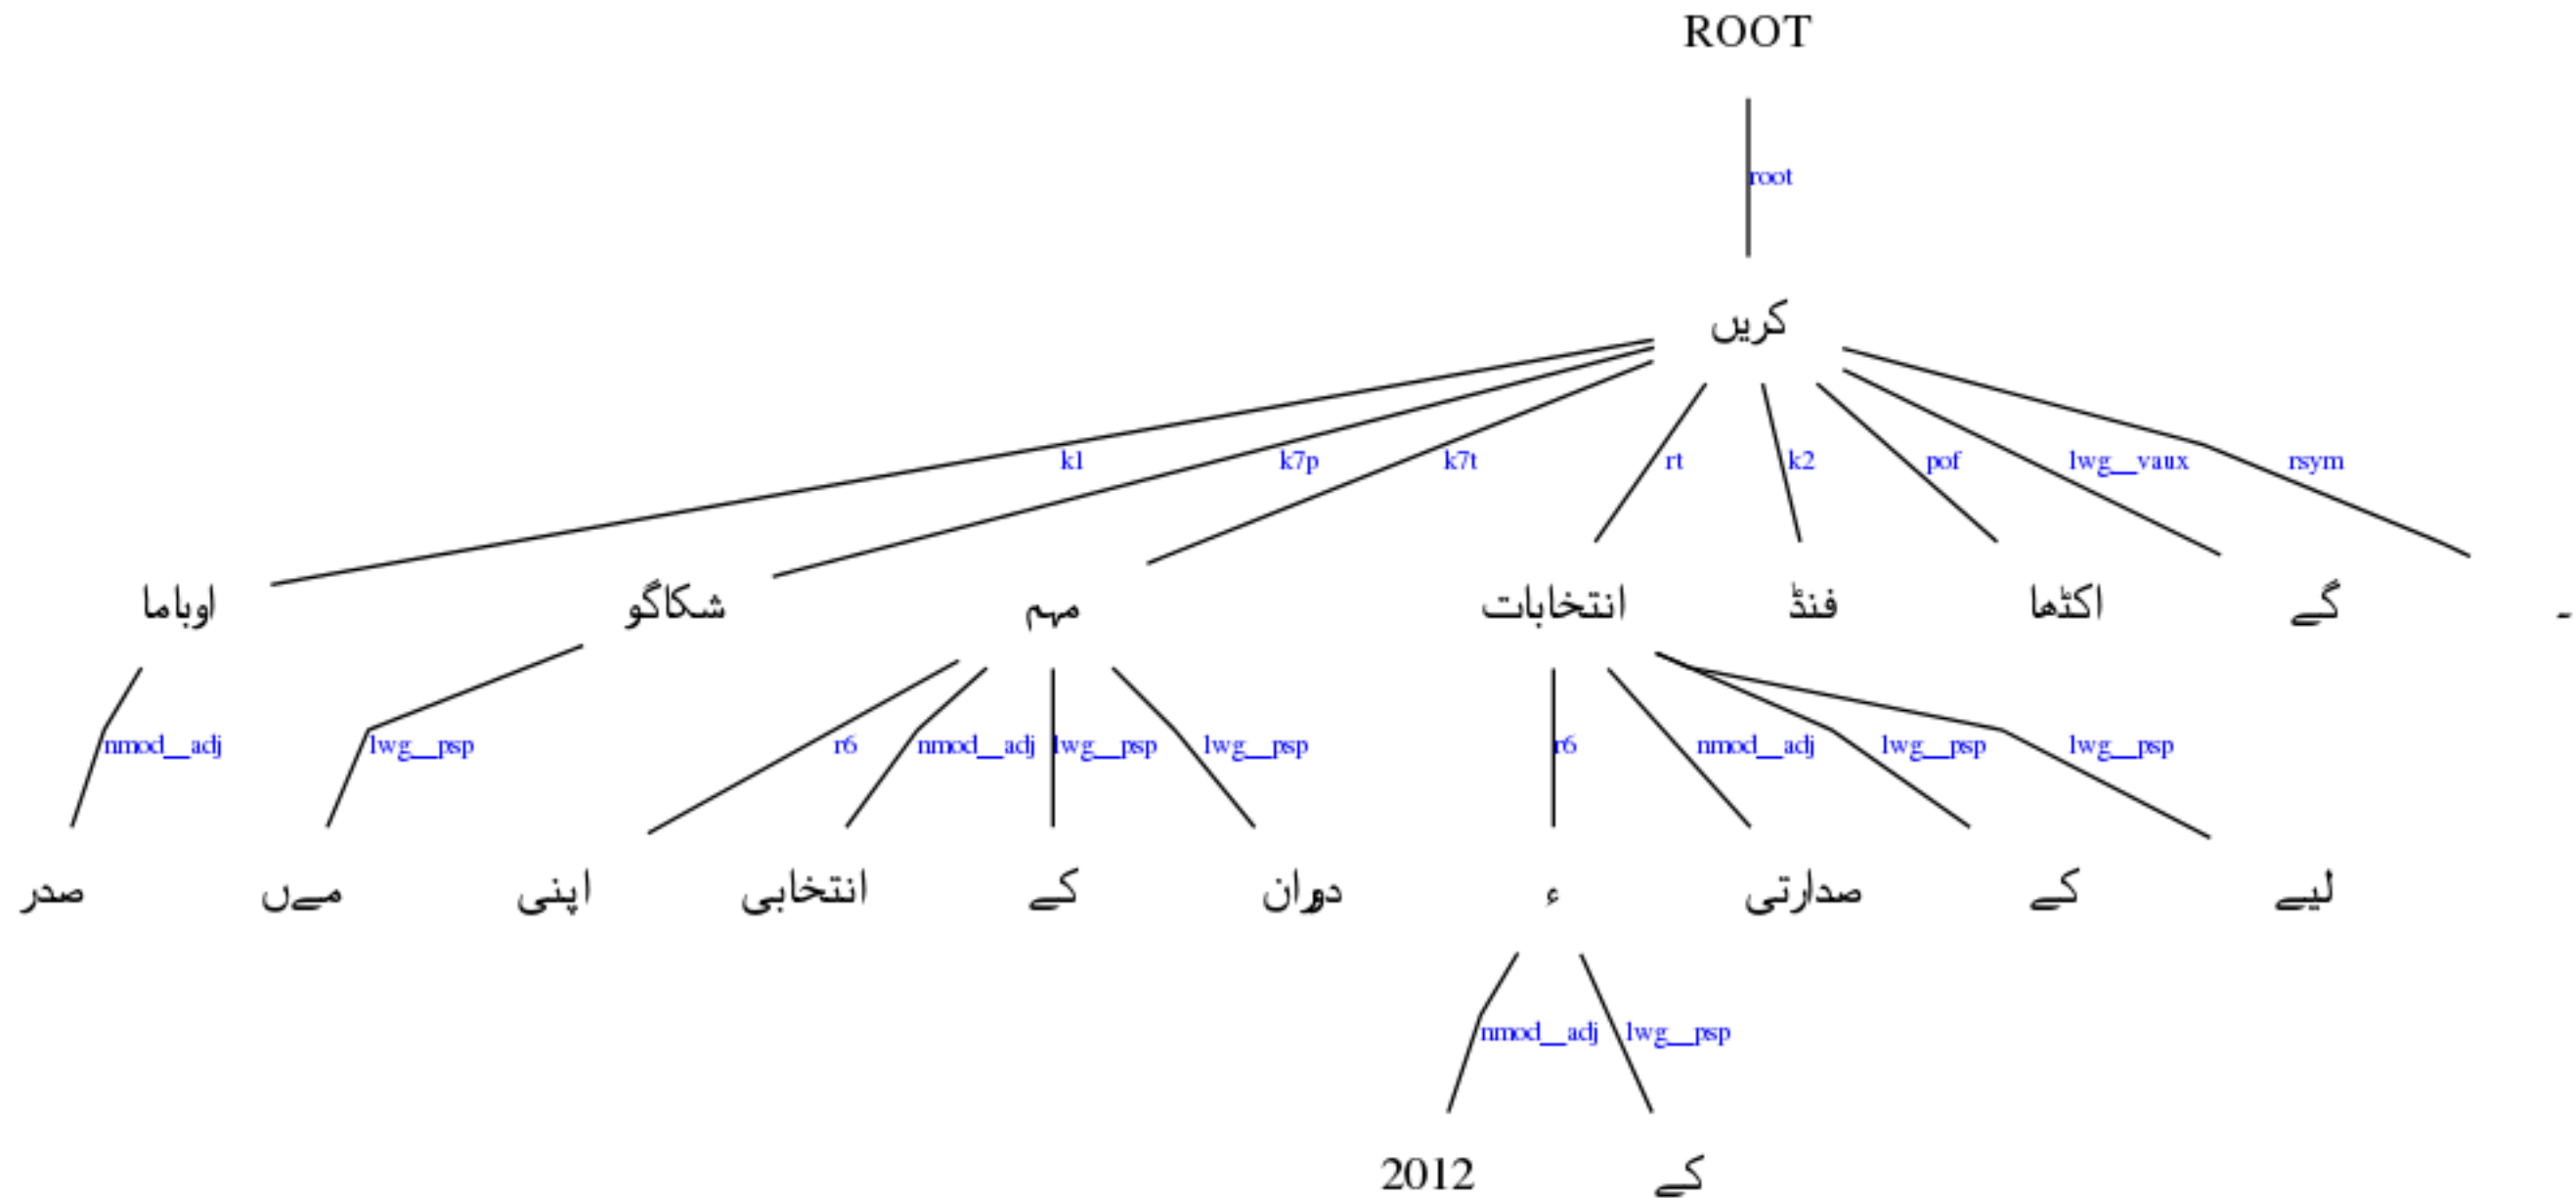 ROOT
root
کریں
k1 k7p k7t rt k2 pof lwg__vaux rsym
اوباما شکاگو مہم انتخابات فنڈ اکٹھا گے ۔
nmod__adj lwg__psp r6 nmod__adj lwg__psp lwg__psp r6 nmod__adj lwg__psp lwg__psp
صدر مےں اپنی انتخابی کے دوران ء صدارتی کے لیے
nmod__adj lwg__psp
2012 کے